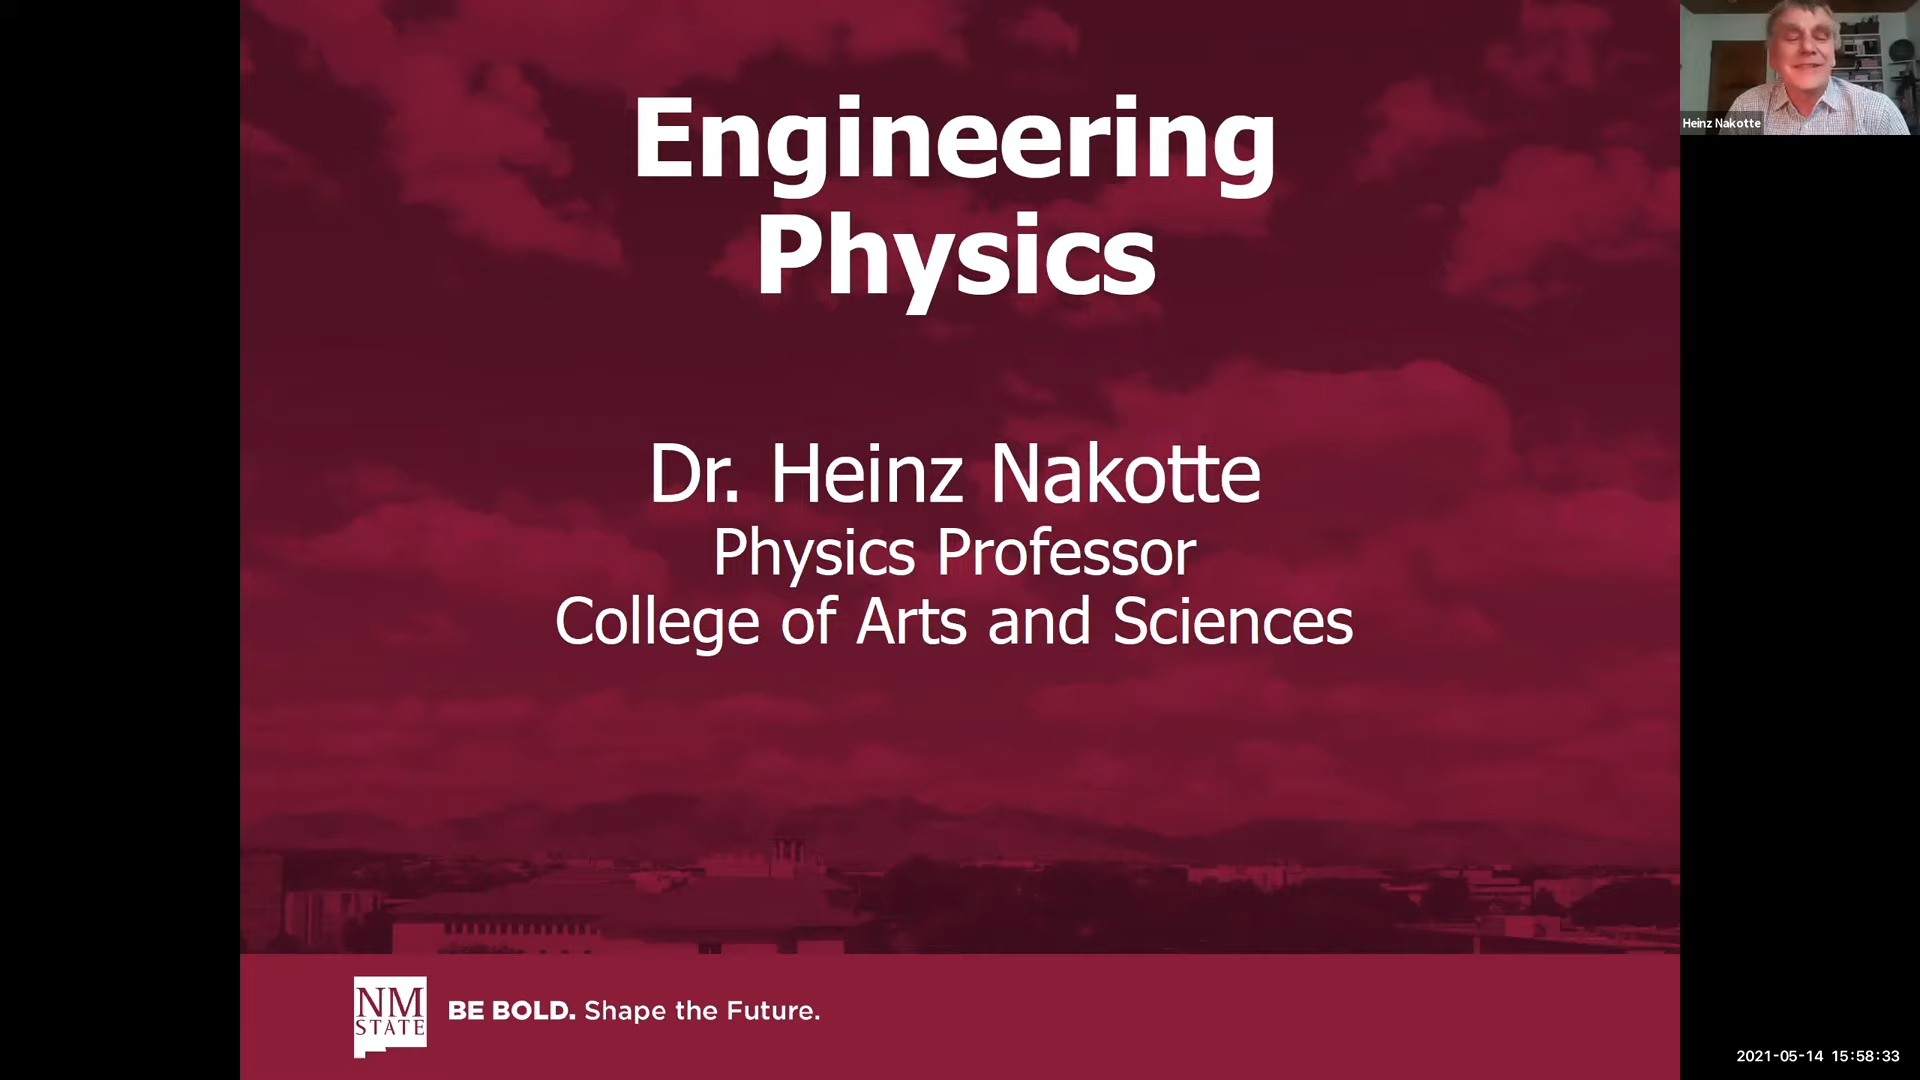 Engineering
Physics
Dr. Heinz Nakotte
Physics Professor
College of Arts and Sciences
NM
STATE
BE BOLD. Shape the Future.
Heinz Nakotte
2021-05-14 15:58:33